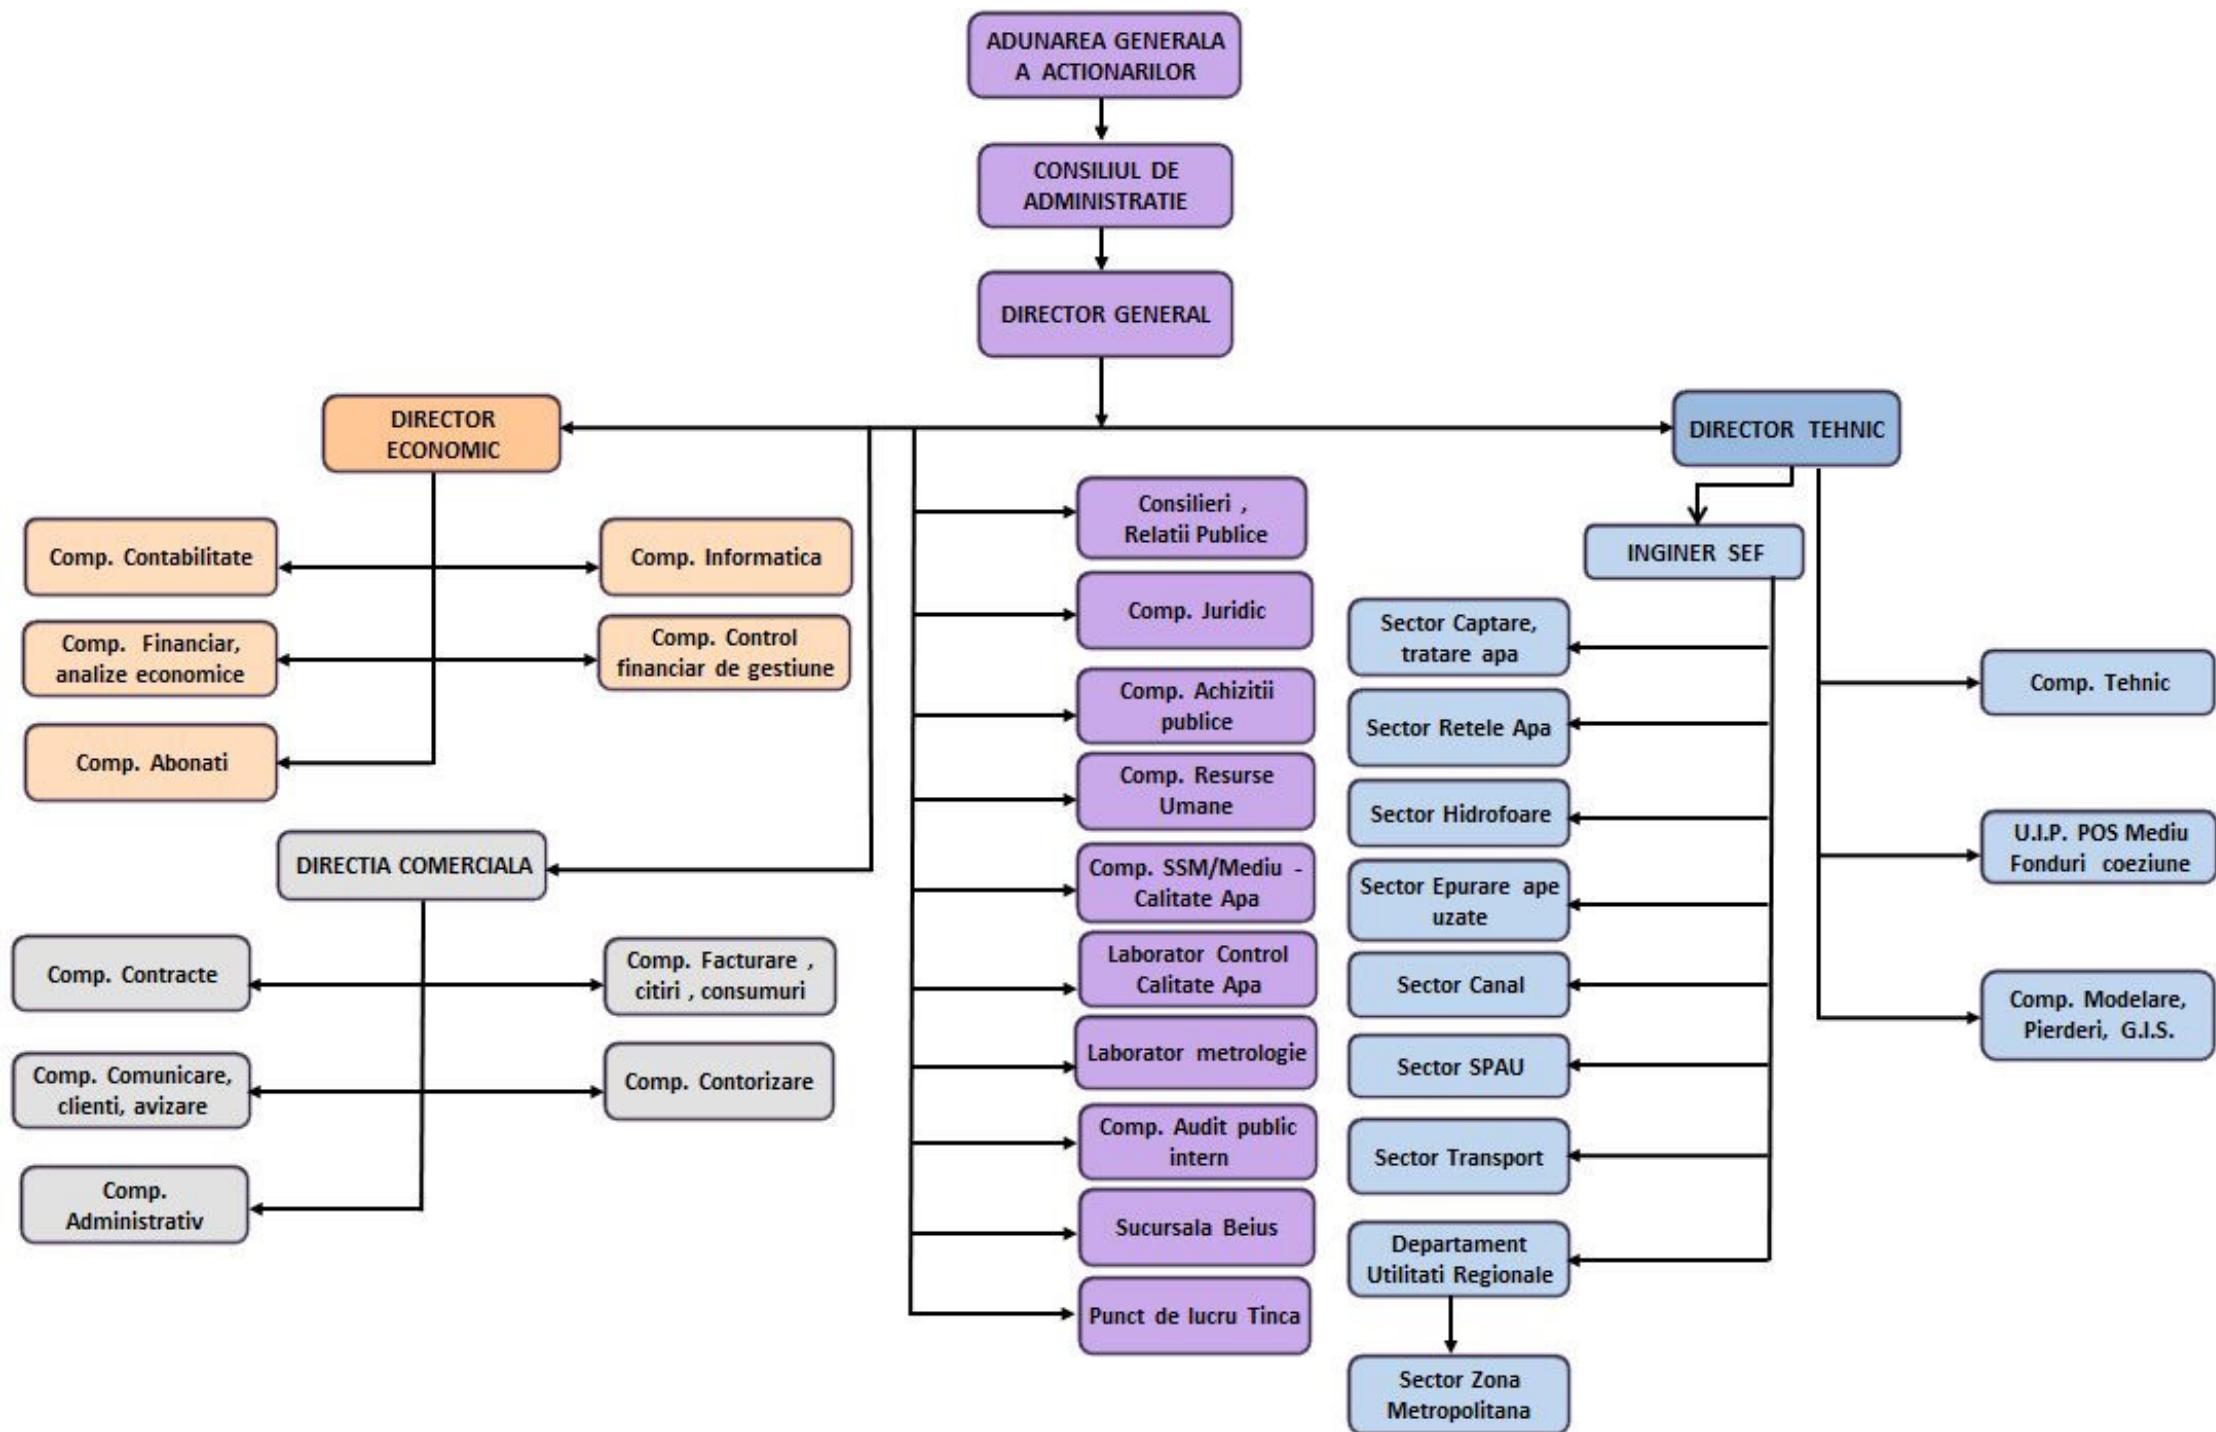 ADUNAREA GENERALA
A ACTIONARILOR
CONSILIUL DE
ADMINISTRATIE
DIRECTOR GENERAL
DIRECTOR
ECONOMIC
Comp. Contabilitate
Comp. Informatica
Comp. Financiar,
analize economice
Comp. Control
financiar de gestiune
Comp. Abonati
DIRECTIA COMERCIALA
Comp. Contracte
Comp. Facturare ,
citiri , consumuri
Comp. Comunicare,
clienti, avizare
Comp. Contorizare
Comp.
Administrativ
Consilieri ,
Relatii Publice
Comp. Juridic
Comp. Achizitii
publice
Comp. Resurse
Umane
Comp. SSM/Mediu -
Calitate Apa
Laborator Control
Calitate Apa
Laborator metrologie
Comp. Audit public
intern
Sucursala Beius
Punct de lucru Tinca
DIRECTOR TEHNIC
INGINER SEF
Sector Captare,
tratare apa
Sector Retele Apa
Sector Hidrofoare
Sector Epurare ape
uzate
Sector Canal
Sector SPAU
Sector Transport
Departament
Utilitati Regionale
Sector Zona
Metropolitana
Comp. Tehnic
U.I.P. POS Mediu
Fonduri coeziune
Comp. Modelare,
Pierderi, G.I.S.